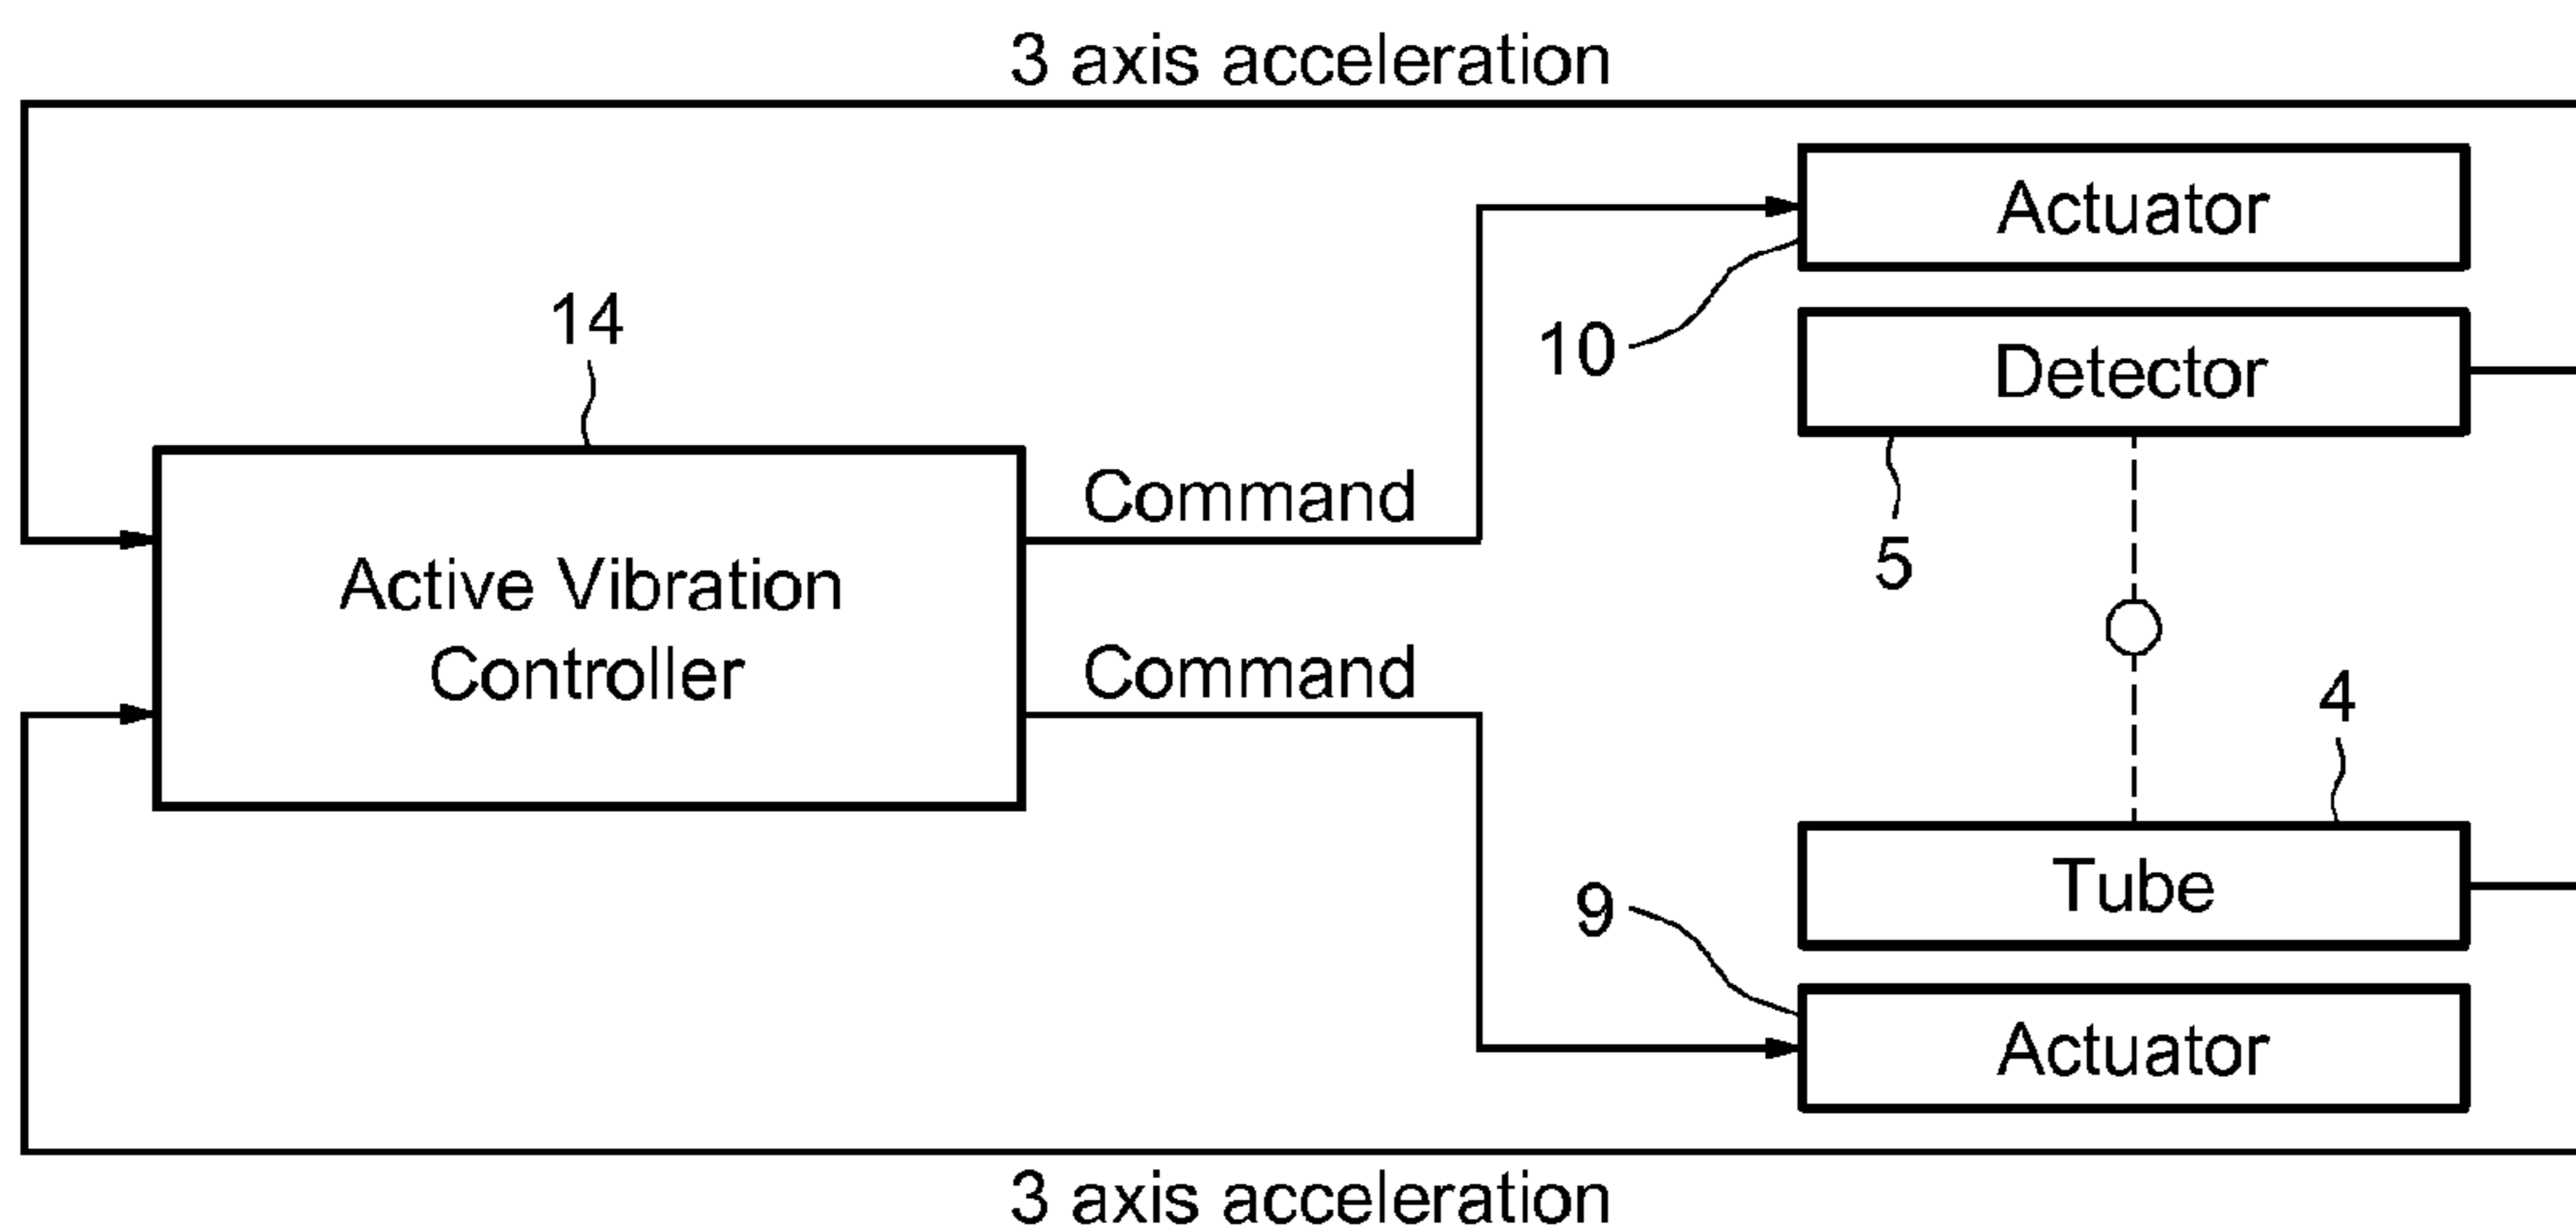 3 axis acceleration
Actuator
10
Detector
5
14
Active Vibration
Controller
Command
Command
4
Tube
9
Actuator
3 axis acceleration